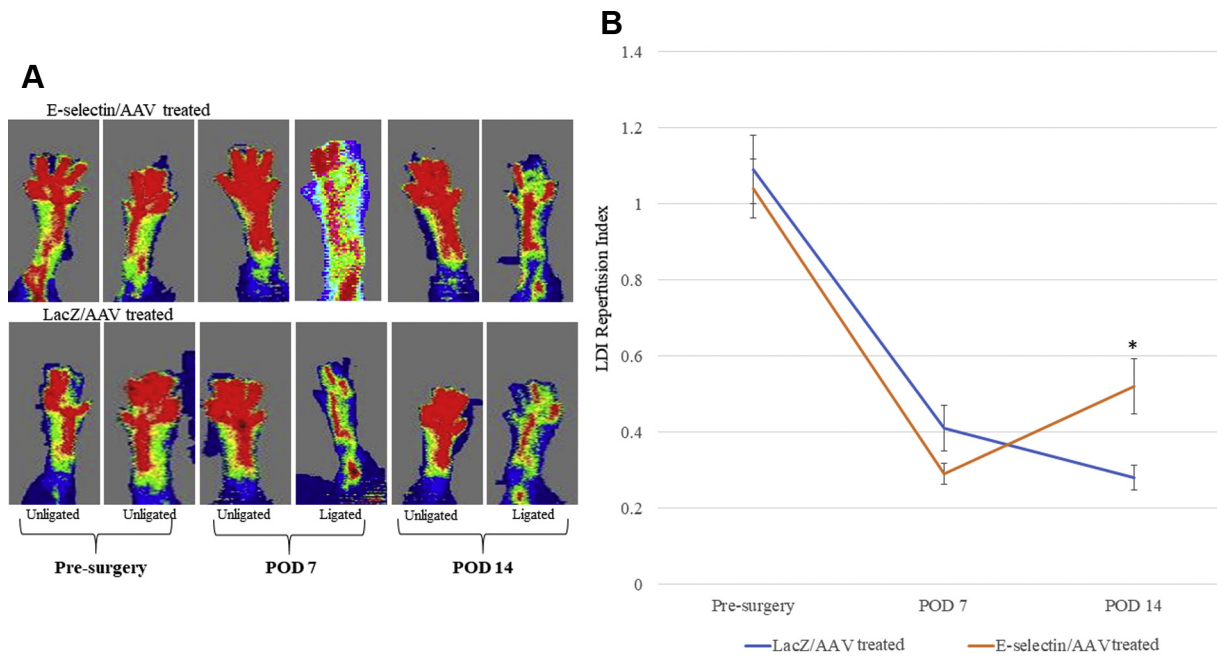 A
E-selectin/AAV treated
LacZ/AAV treated
Unligated Unligated Unligated Ligated Unligated Ligated
Pre-surgery POD 7 POD 14
B
LDI Reperfusion Index
1.4
1.2
1
0.8
0.6
0.4
0.2
0
*
Pre-surgery POD 7 POD 14
LacZ/AAV treated E-selectin/AAV treated